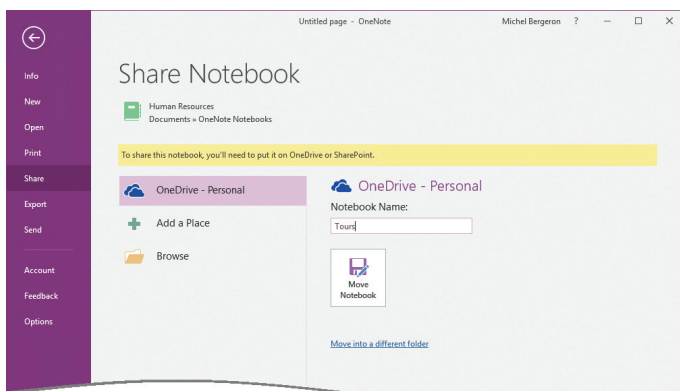 Untitled page - OneNote
Michel Bergeron ?
Info
New
Open
Print
Share
Export
Send
Account
Feedback
Options
Share Notebook
Human Resources
Documents » OneNote Notebooks
To share this notebook, you'll need to put it on OneDrive or SharePoint.
OneDrive - Personal
Add a Place
Browse
OneDrive - Personal
Notebook Name:
Tours
Move
Notebook
Move into a different folder